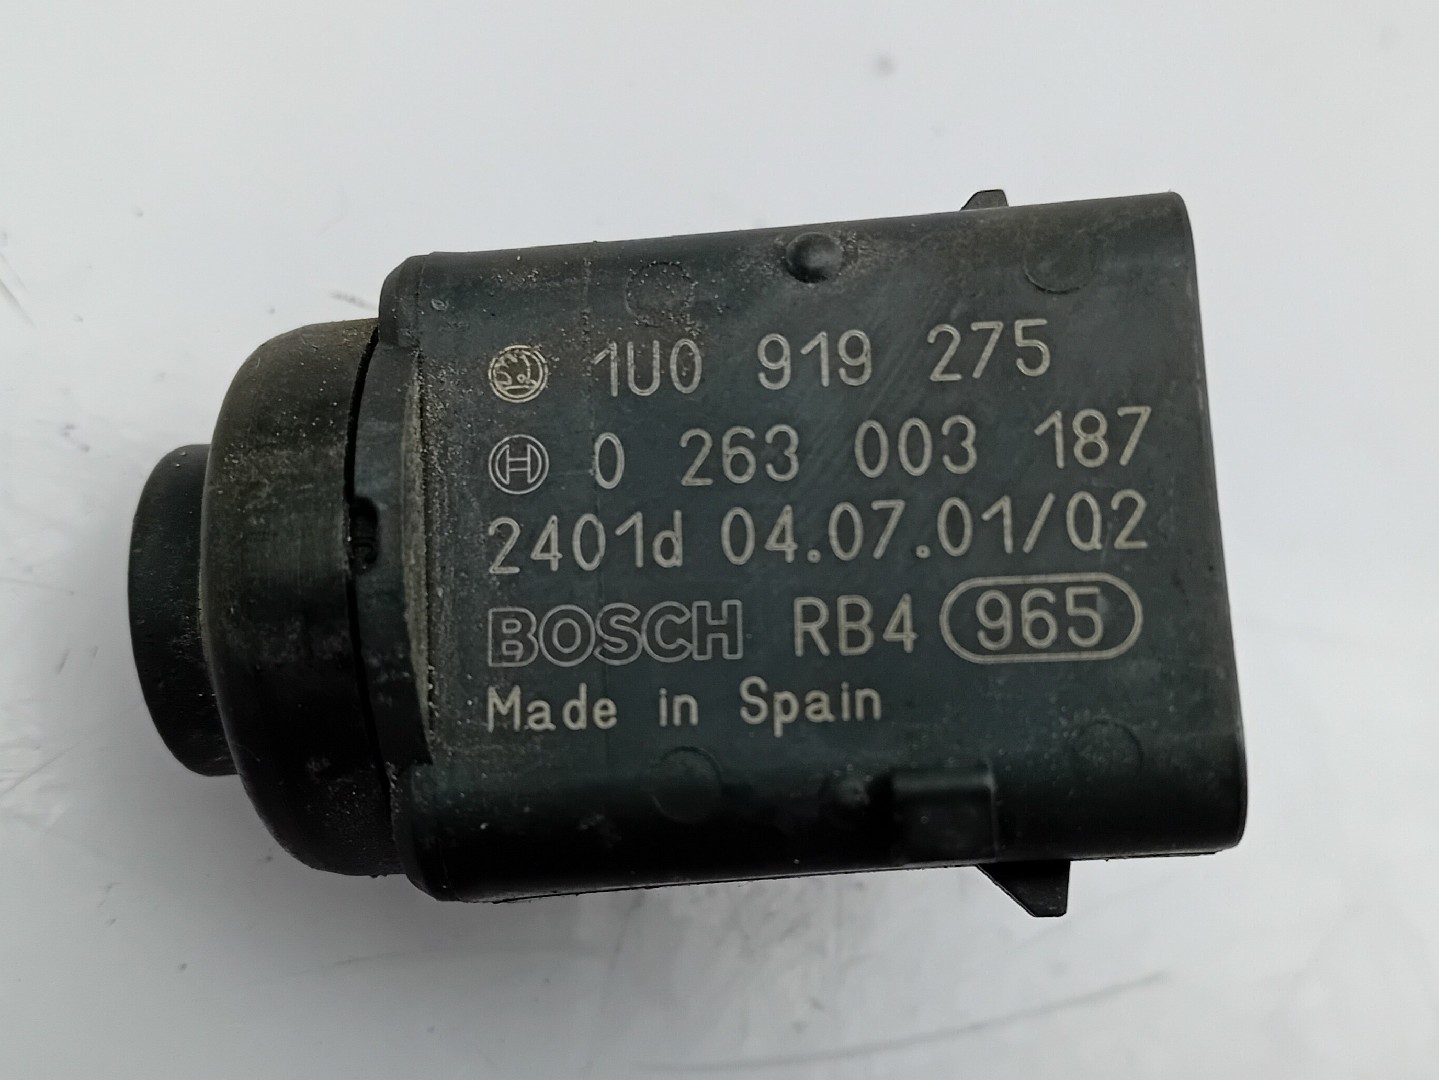 1U0 919 275
0 263 003 187
2401d 04.07.01/Q2
BOSCH RB4 965
Made in Spain